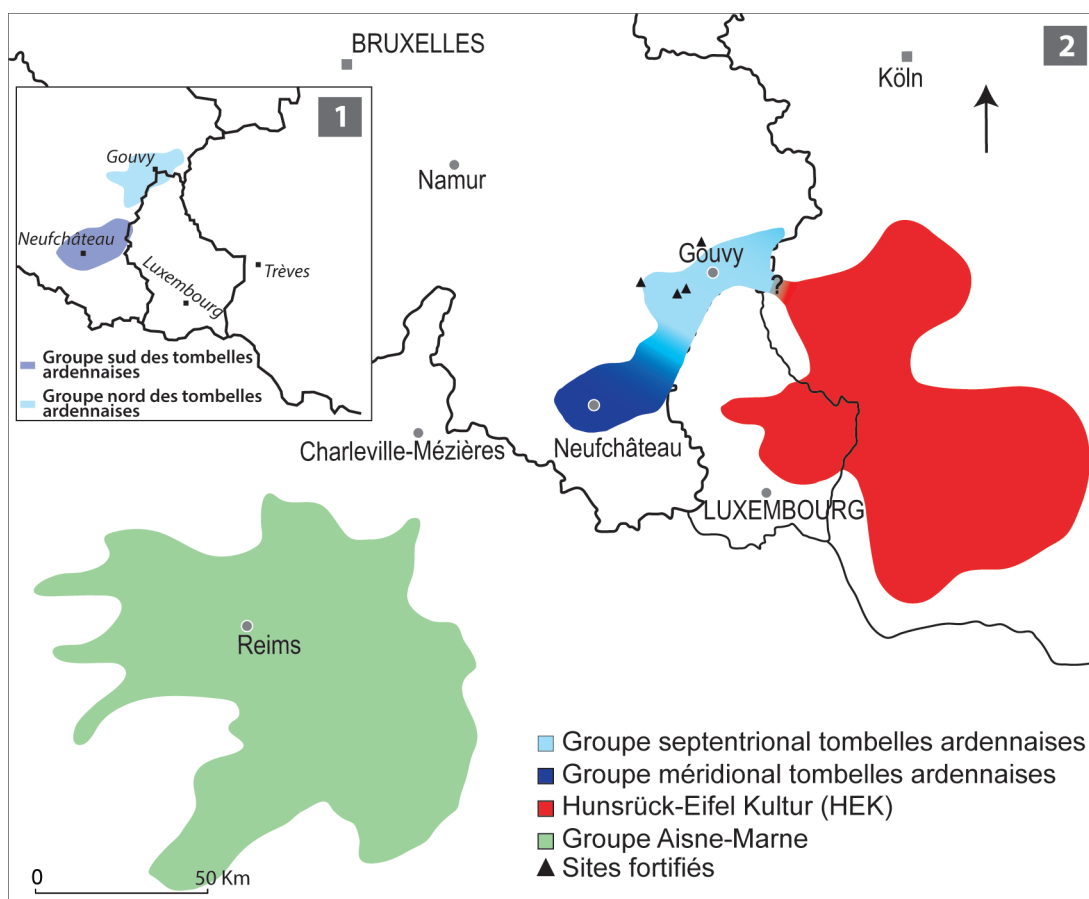 BRUXELLES
2
Köln
1
Gouvy
Namur
Neufchâteau
Trèves
Luxembourg
Gouvy
?
Groupe sud des tombelles
ardennaises
Groupe nord des tombelles
ardennaises
Charleville-Mézières
Neufchâteau
LUXEMBOURG
Reims
Groupe septentrional tombelles ardennaises
Groupe méridional tombelles ardennaises
Hunsrück-Eifel Kultur (HEK)
Groupe Aisne-Marne
Sites fortifiés
0
50 Km